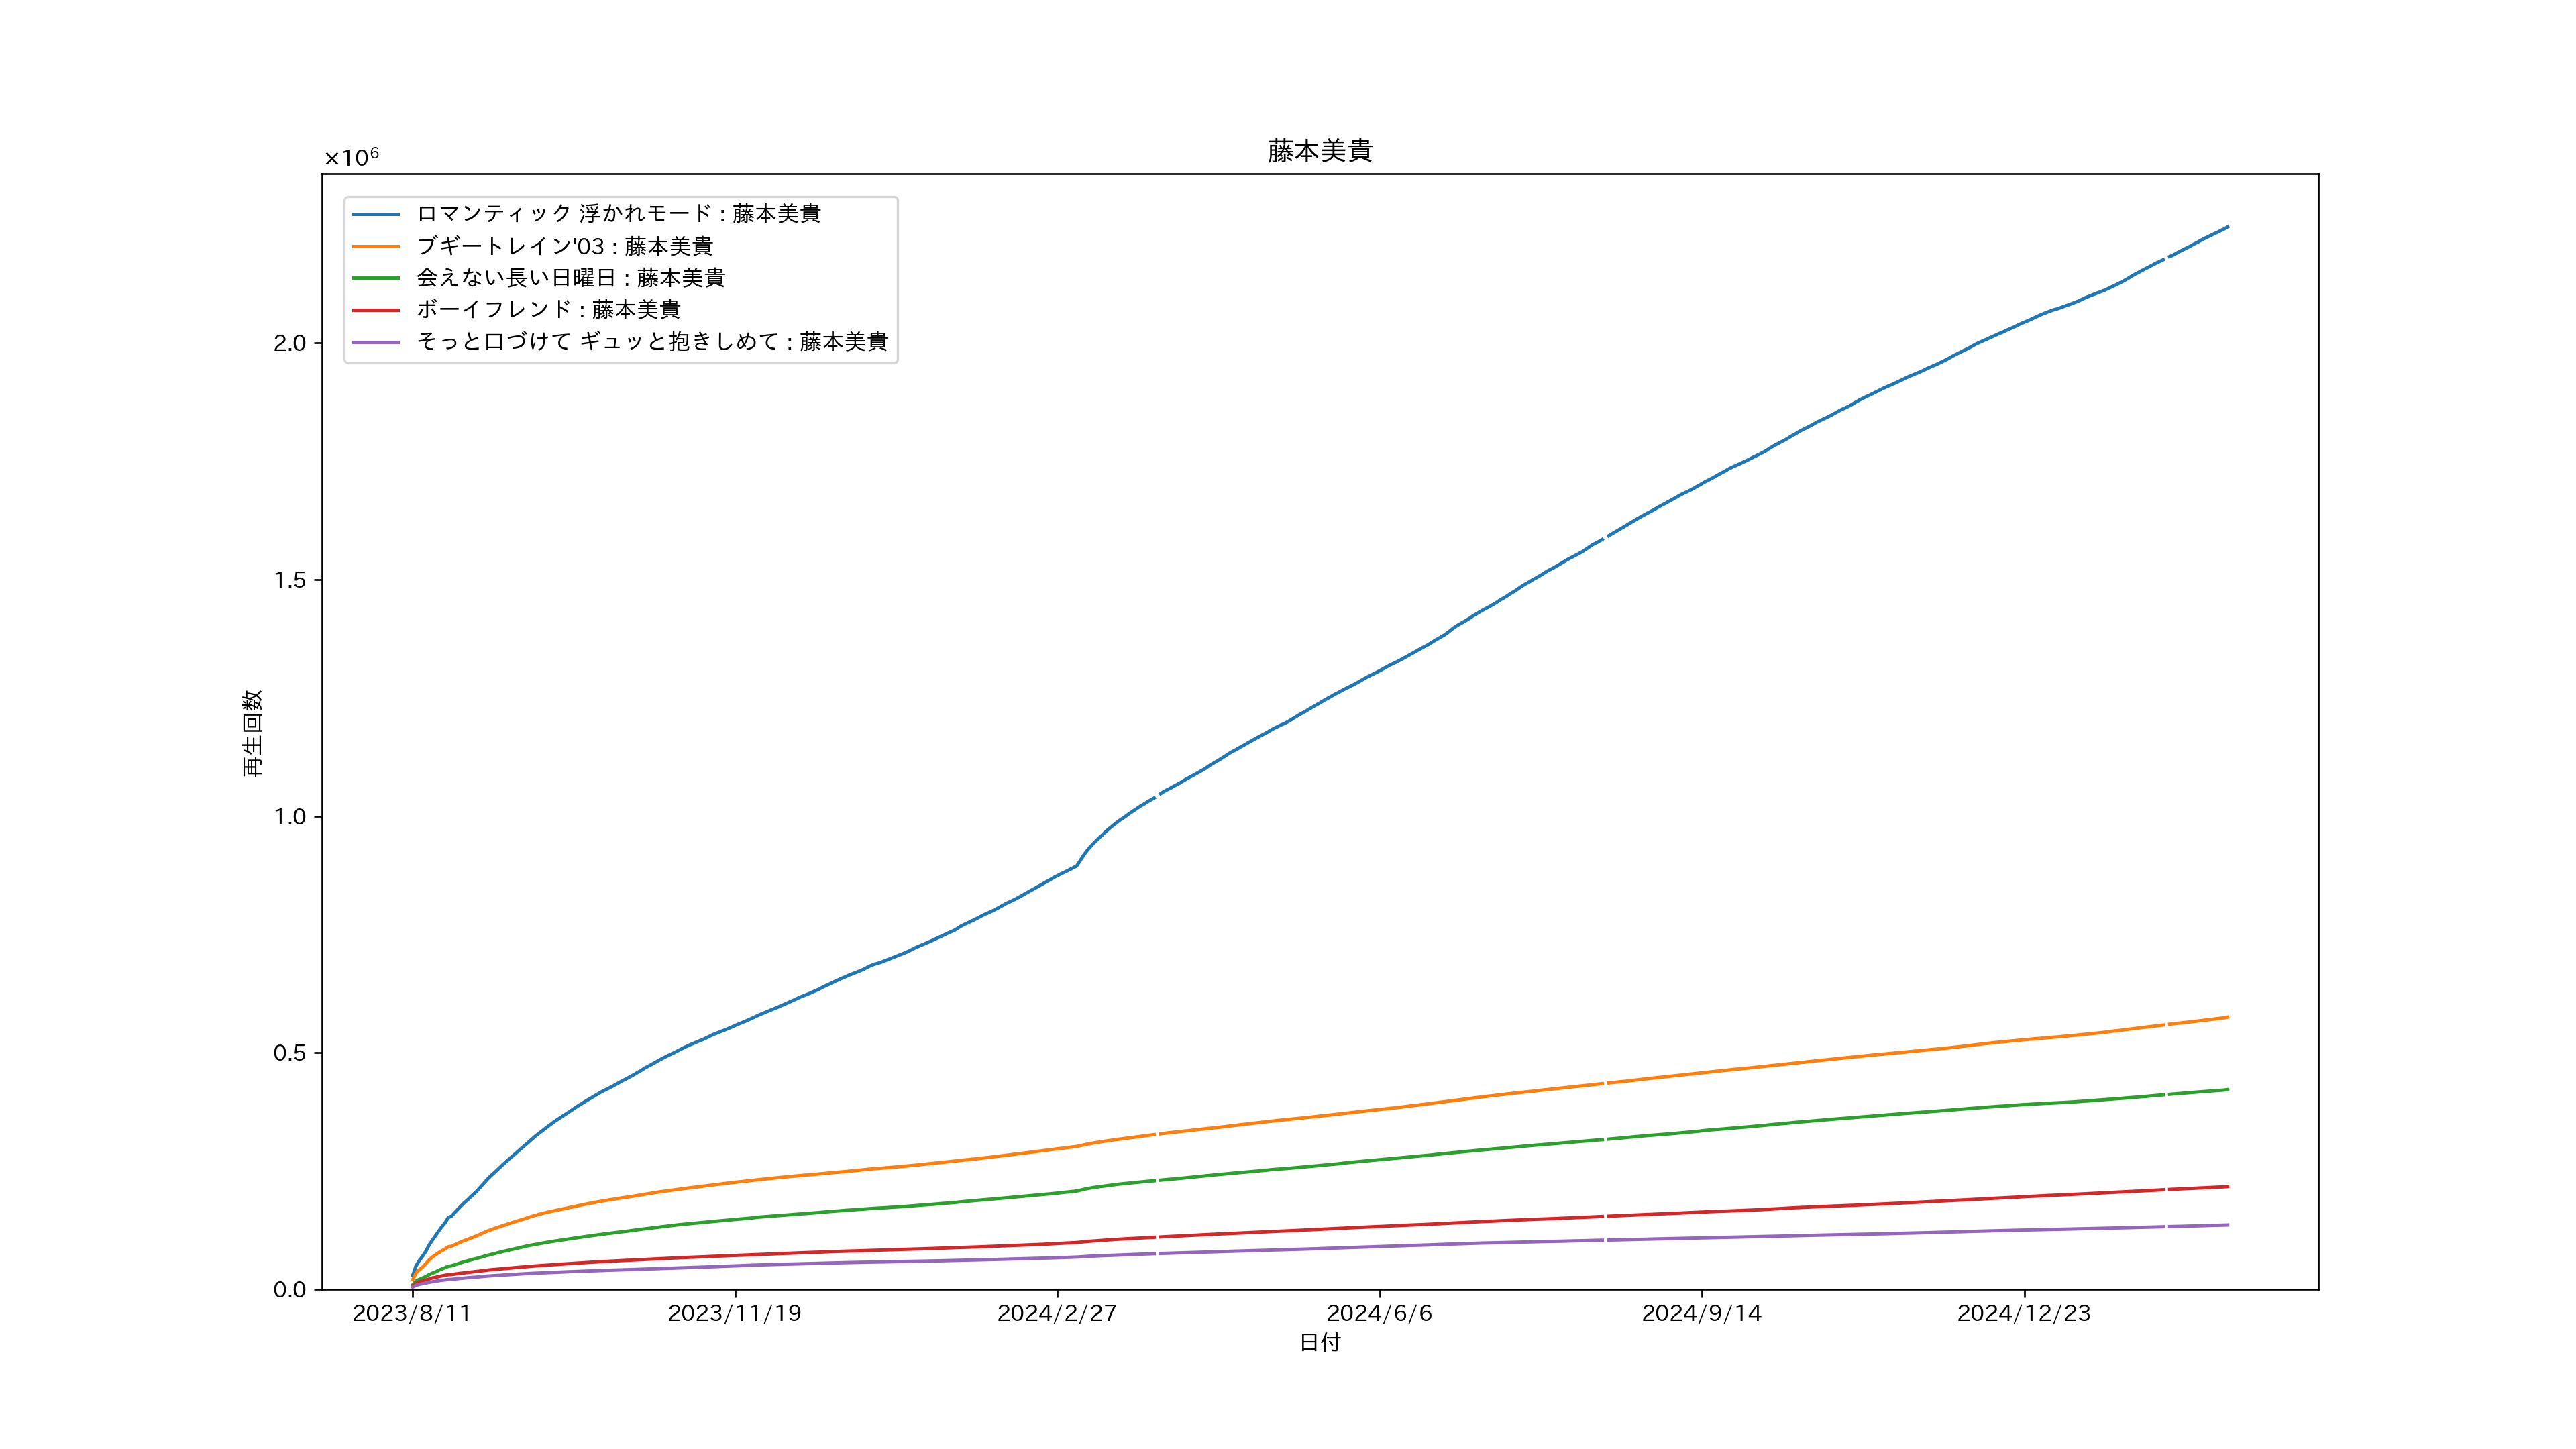 藤本美貴
×10⁶
ロマンティック 浮かれモード : 藤本美貴
ブギートレイン'03 : 藤本美貴
会えない長い日曜日 : 藤本美貴
ボーイフレンド : 藤本美貴
そっと口づけて ギュッと抱きしめて : 藤本美貴
2.0
1.5
1.0
0.5
0.0
再生回数
2023/8/11
2023/11/19
2024/2/27
2024/6/6
2024/9/14
2024/12/23
日付